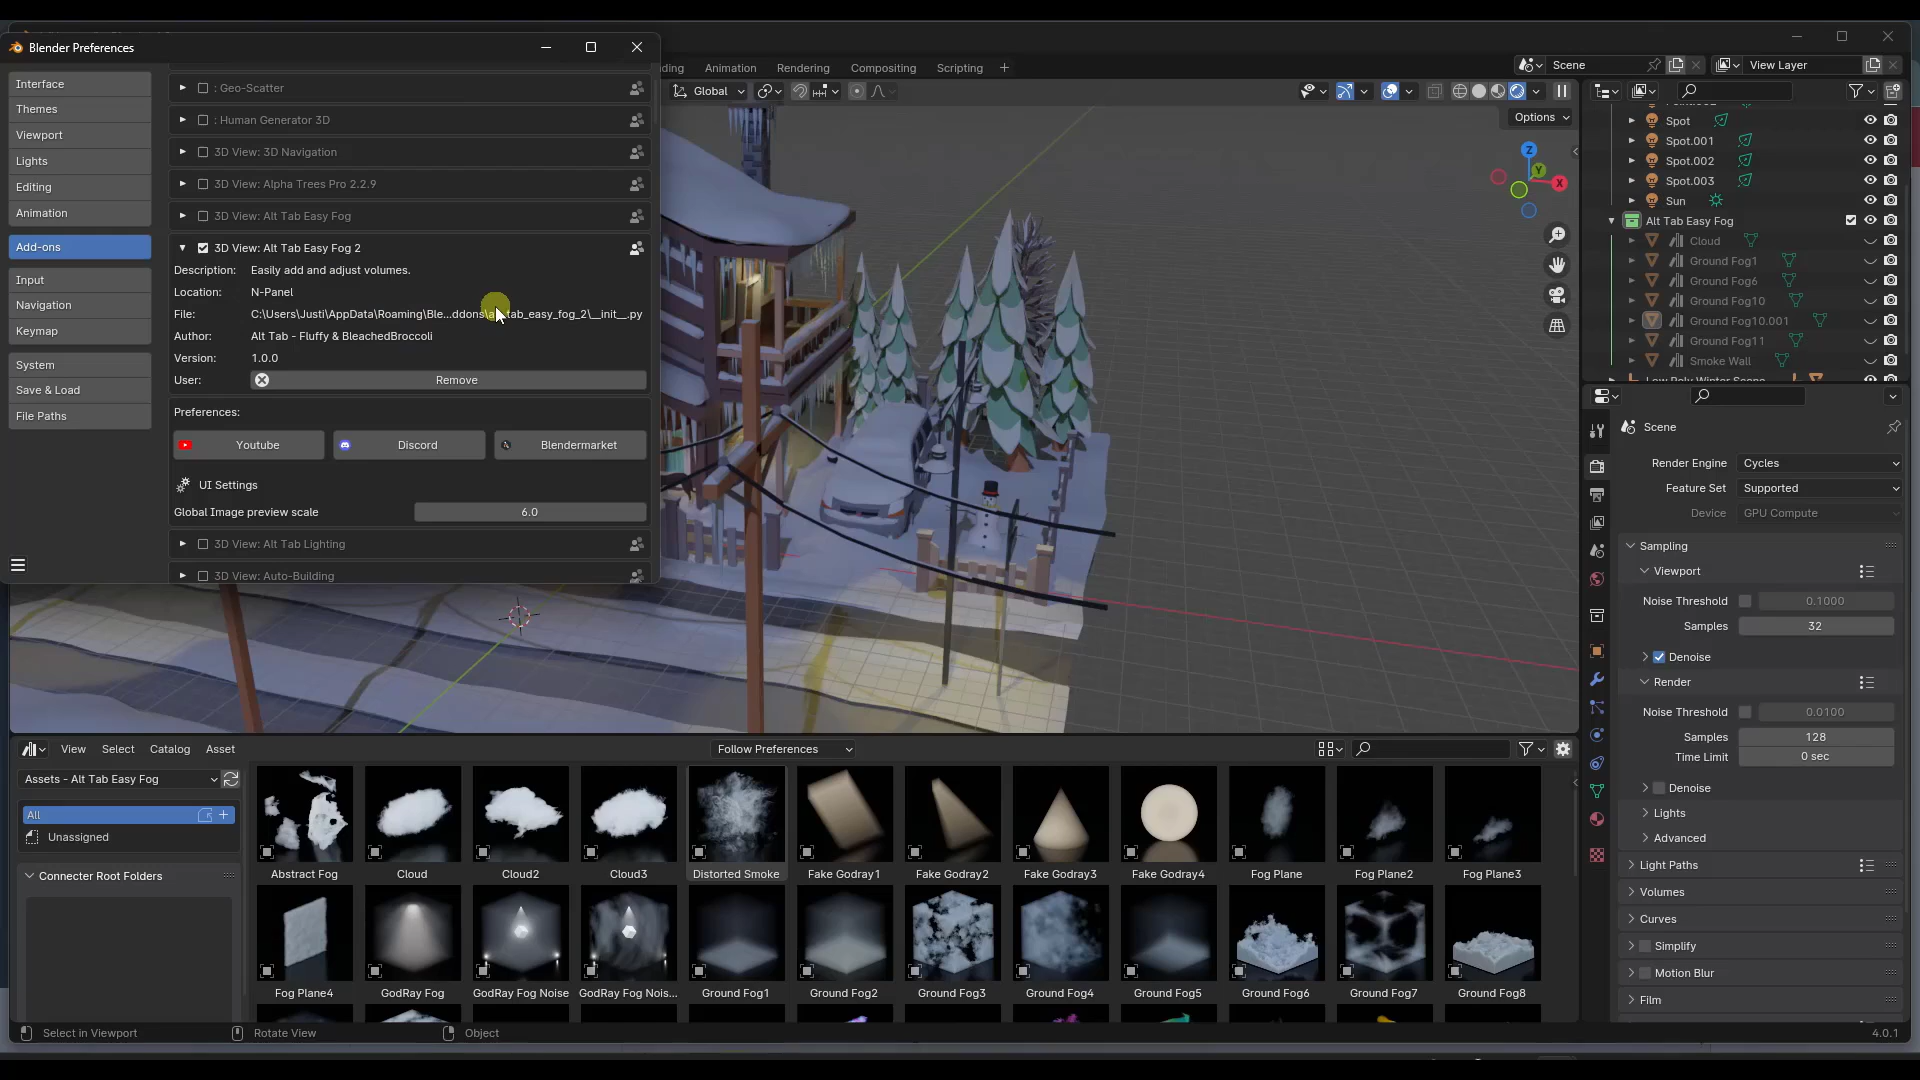 Blender Preferences
Interface
Themes
Viewport
Lights
Editing
Animation
Add-ons
Input
Navigation
Keymap
System
Save & Load
File Paths
: Geo-Scatter
: Human Generator 3D
3D View: 3D Navigation
3D View: Alpha Trees Pro 2.2.9
3D View: Alt Tab Easy Fog
3D View: Alt Tab Easy Fog 2
Description: Easily add and adjust volumes.
Location: N-Panel
File: C:\Users\Justi\AppData\Roaming\Ble...ddons\alt_tab_easy_fog_2\__init__.py
Author: Alt Tab - Fluffy & BleachedBroccoli
Version: 1.0.0
User: Remove
Preferences:
Youtube Discord Blendermarket
UI Settings
Global Image preview scale 6.0
3D View: Alt Tab Lighting
3D View: Auto-Building
ding Animation Rendering Compositing Scripting +
Scene View Layer
Global
Options
Z
Y
X
Spot
Spot.001
Spot.002
Spot.003
Sun
Alt Tab Easy Fog
Cloud
Ground Fog1
Ground Fog6
Ground Fog10
Ground Fog10.001
Ground Fog11
Smoke Wall
Low Poly Winter Scene
Scene
Render Engine Cycles
Feature Set Supported
Device GPU Compute
Sampling
Viewport
Noise Threshold 0.1000
Samples 32
Denoise
Render
Noise Threshold 0.0100
Samples 128
Time Limit 0 sec
Denoise
Lights
Advanced
Light Paths
Volumes
Curves
Simplify
Motion Blur
Film
View Select Catalog Asset Follow Preferences
Assets - Alt Tab Easy Fog
All
Unassigned
Connecter Root Folders
Abstract Fog Cloud Cloud2 Cloud3 Distorted Smoke Fake Godray1 Fake Godray2 Fake Godray3 Fake Godray4 Fog Plane Fog Plane2 Fog Plane3
Fog Plane4 GodRay Fog GodRay Fog Noise GodRay Fog Nois... Ground Fog1 Ground Fog2 Ground Fog3 Ground Fog4 Ground Fog5 Ground Fog6 Ground Fog7 Ground Fog8
Select in Viewport Rotate View Object 4.0.1